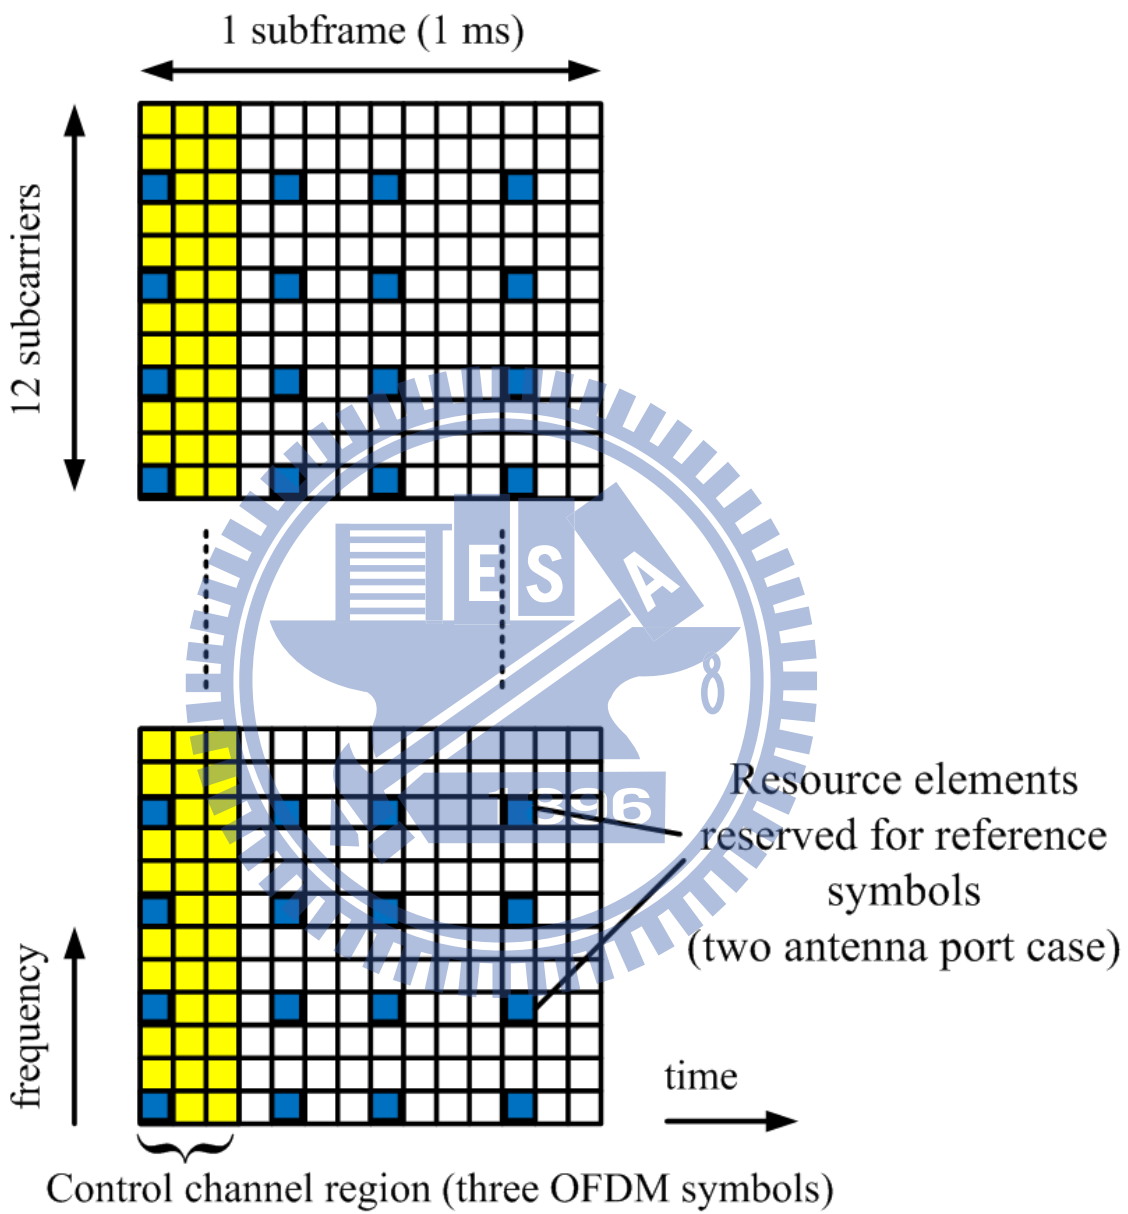 1 subframe (1 ms)
12 subcarriers
E S A
1896
Resource elements
reserved for reference
symbols
(two antenna port case)
frequency
time
Control channel region (three OFDM symbols)